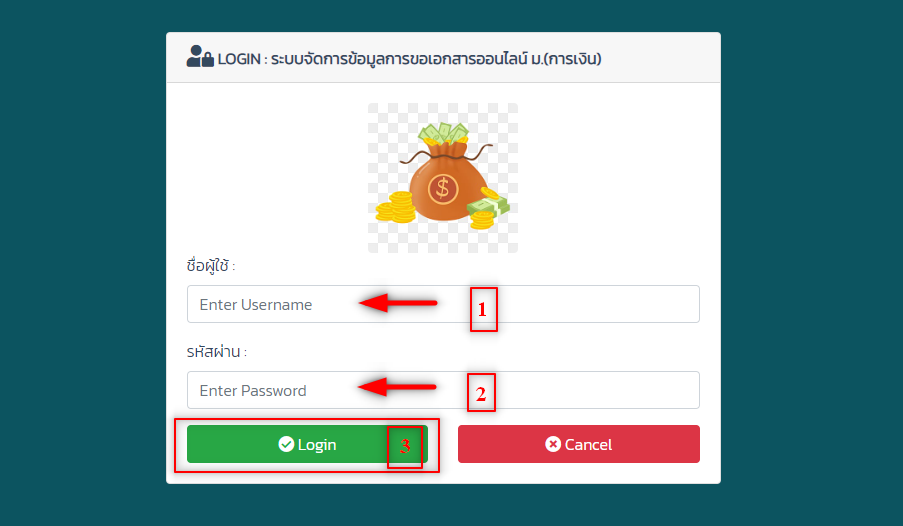 LOGIN : ระบบจัดการข้อมูลการขอเอกสารออนไลน์ ม.(การเงิน)
$
ชื่อผู้ใช้ :
Enter Username 1
รหัสผ่าน :
Enter Password 2
Login 3 Cancel